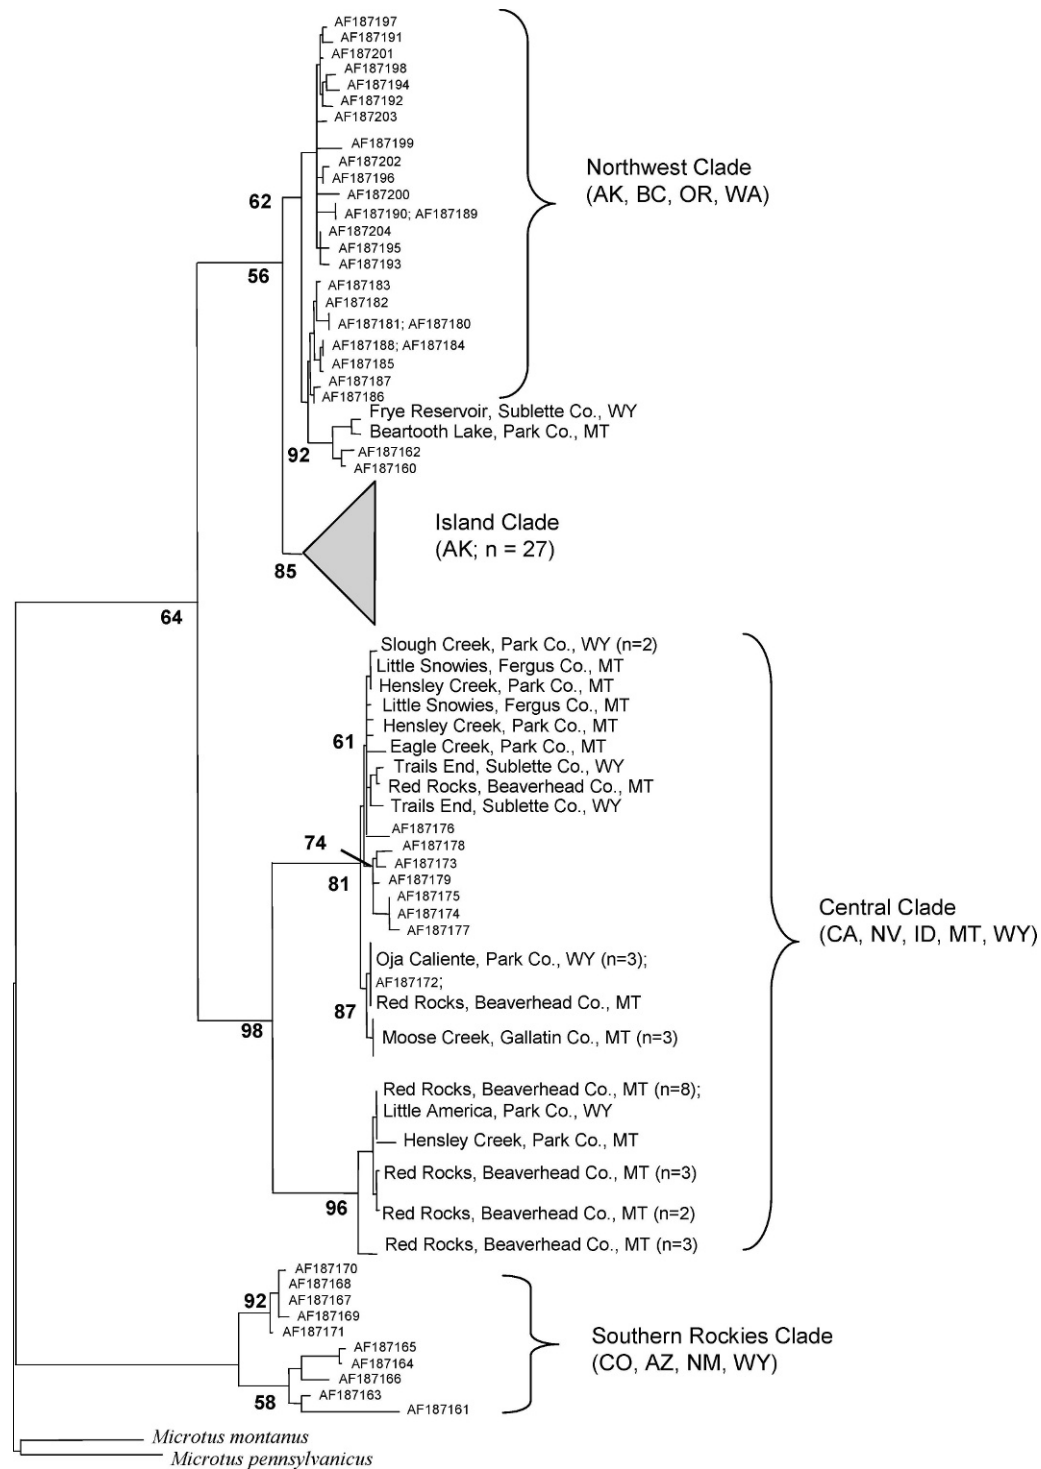 AF187197
AF187191
AF187201
AF187198
AF187194
AF187192
AF187203
AF187199
AF187202
AF187196
AF187200
AF187190; AF187189
AF187204
AF187195
AF187193
62
56
Northwest Clade
(AK, BC, OR, WA)
AF187183
AF187182
AF187181; AF187180
AF187188; AF187184
AF187185
AF187187
AF187186
Frye Reservoir, Sublette Co., WY
Beartooth Lake, Park Co., MT
92
AF187162
AF187160
Island Clade
(AK; n = 27)
85
64
Slough Creek, Park Co., WY (n=2)
Little Snowies, Fergus Co., MT
Hensley Creek, Park Co., MT
Little Snowies, Fergus Co., MT
Hensley Creek, Park Co., MT
61
Eagle Creek, Park Co., MT
Trails End, Sublette Co., WY
Red Rocks, Beaverhead Co., MT
Trails End, Sublette Co., WY
AF187176
74
AF187178
AF187173
81
AF187179
AF187175
AF187174
AF187177
Central Clade
(CA, NV, ID, MT, WY)
Oja Caliente, Park Co., WY (n=3);
AF187172;
Red Rocks, Beaverhead Co., MT
87
98
Moose Creek, Gallatin Co., MT (n=3)
Red Rocks, Beaverhead Co., MT (n=8);
Little America, Park Co., WY
Hensley Creek, Park Co., MT
Red Rocks, Beaverhead Co., MT (n=3)
96
Red Rocks, Beaverhead Co., MT (n=2)
Red Rocks, Beaverhead Co., MT (n=3)
AF187170
AF187168
92
AF187167
AF187169
AF187171
Southern Rockies Clade
(CO, AZ, NM, WY)
AF187165
AF187164
AF187166
58
AF187163
AF187161
Microtus montanus
Microtus pennsylvanicus